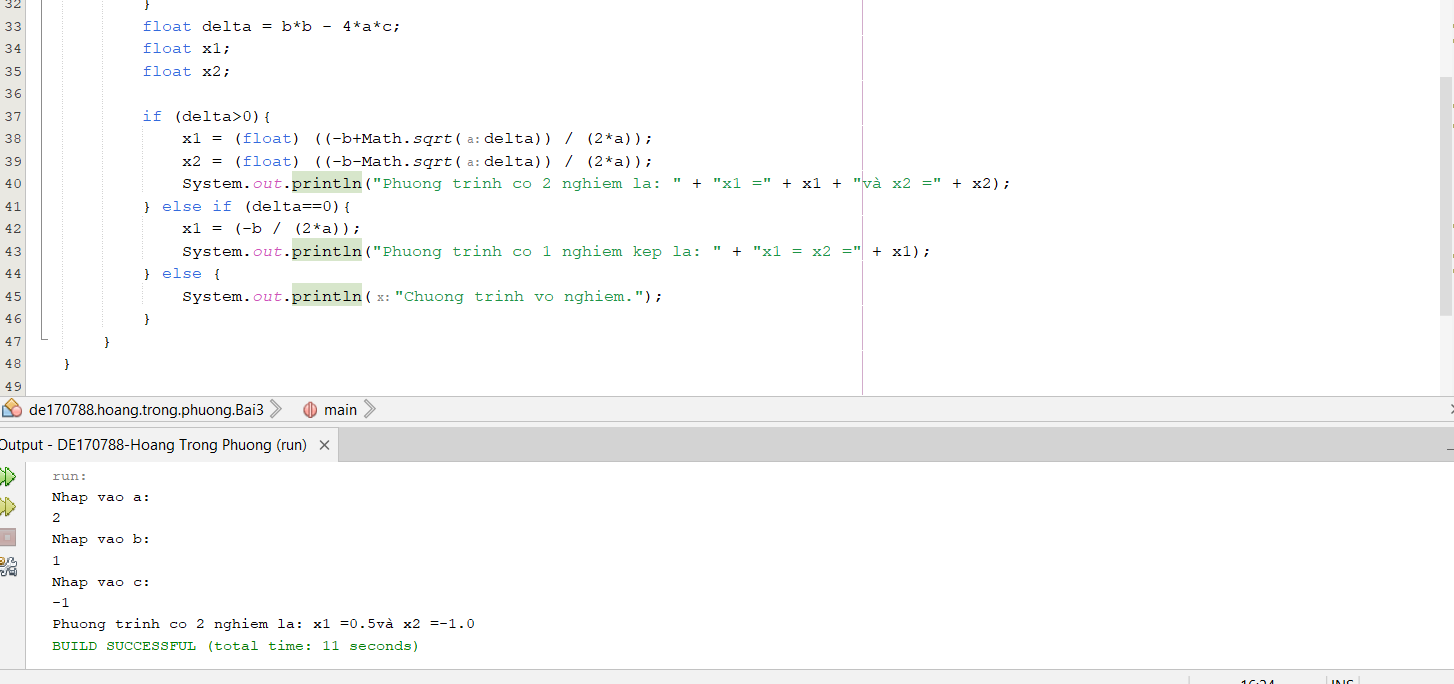 32 }
33 float delta = b*b - 4*a*c;
34 float x1;
35 float x2;
36
37 if (delta>0){
38 x1 = (float) ((-b+Math.sqrt( a: delta)) / (2*a));
39 x2 = (float) ((-b-Math.sqrt( a: delta)) / (2*a));
40 System.out.println("Phuong trinh co 2 nghiem la: " + "x1 =" + x1 + "và x2 =" + x2);
41 } else if (delta==0){
42 x1 = (-b / (2*a));
43 System.out.println("Phuong trinh co 1 nghiem kep la: " + "x1 = x2 =" + x1);
44 } else {
45 System.out.println( x: "Chuong trinh vo nghiem.");
46 }
47 }
48 }
49
de170788.hoang.trong.phuong.Bai3 main
Output - DE170788-Hoang Trong Phuong (run) ×
run:
Nhap vao a:
2
Nhap vao b:
1
Nhap vao c:
-1
Phuong trinh co 2 nghiem la: x1 =0.5và x2 =-1.0
BUILD SUCCESSFUL (total time: 11 seconds)
16:24 INS